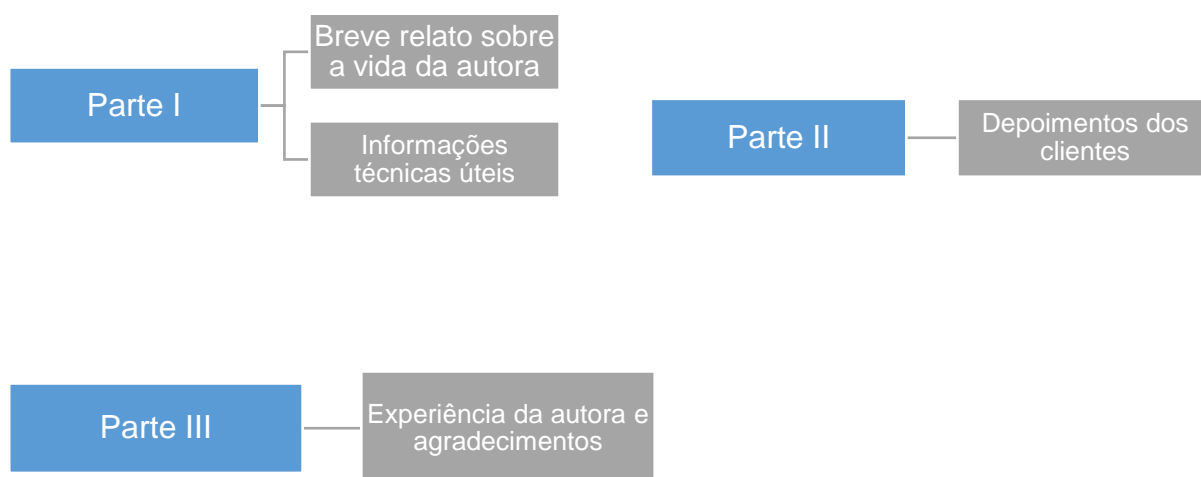 Parte I
Breve relato sobre
a vida da autora
Informações
técnicas úteis
Parte II
Depoimentos dos
clientes
Parte III
Experiência da autora e
agradecimentos